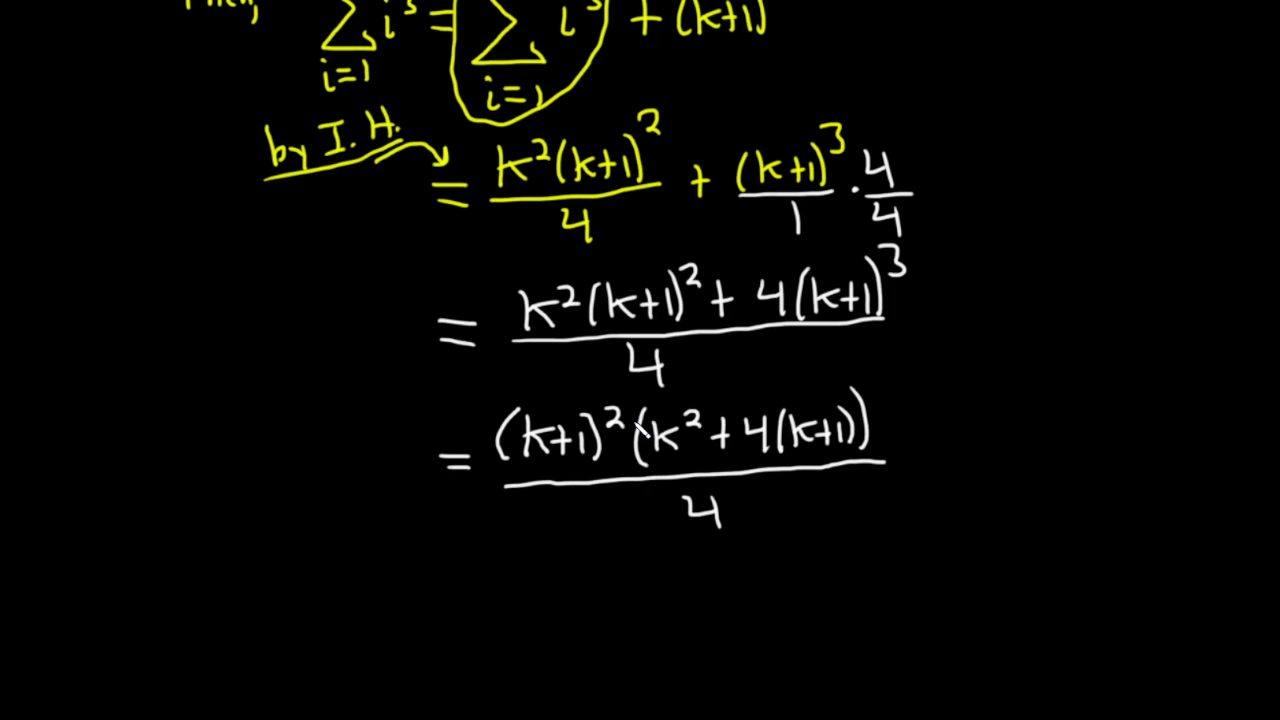 Then, ∑ i³ = ∑ i³ + (k+1)
i=1 i=1
by I.H.
= k²(k+1)²/4 + (k+1)³/1 · 4/4
= k²(k+1)² + 4(k+1)³
4
= (k+1)²(k² + 4(k+1))
4